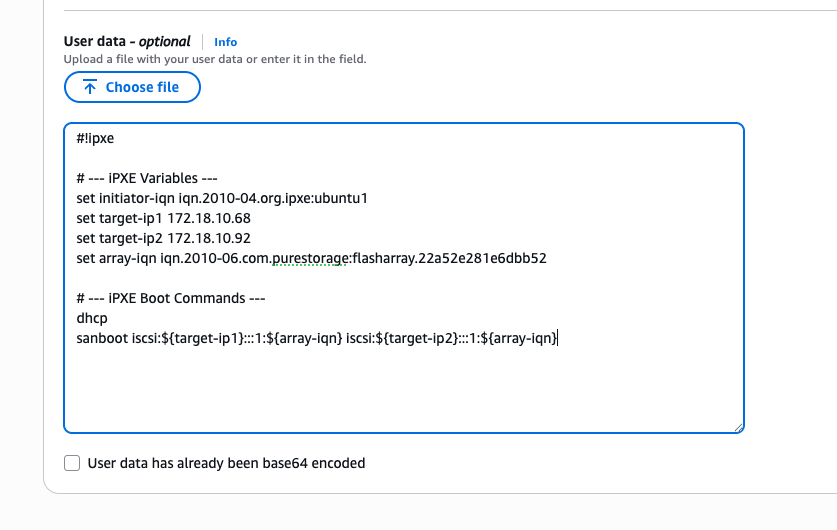 User data - optional | Info
Upload a file with your user data or enter it in the field.
Choose file
#!ipxe
# --- iPXE Variables ---
set initiator-iqn iqn.2010-04.org.ipxe:ubuntu1
set target-ip1 172.18.10.68
set target-ip2 172.18.10.92
set array-iqn iqn.2010-06.com.purestorage:flasharray.22a52e281e6dbb52
# --- iPXE Boot Commands ---
dhcp
sanboot iscsi:${target-ip1}:::1:${array-iqn} iscsi:${target-ip2}:::1:${array-iqn}
User data has already been base64 encoded